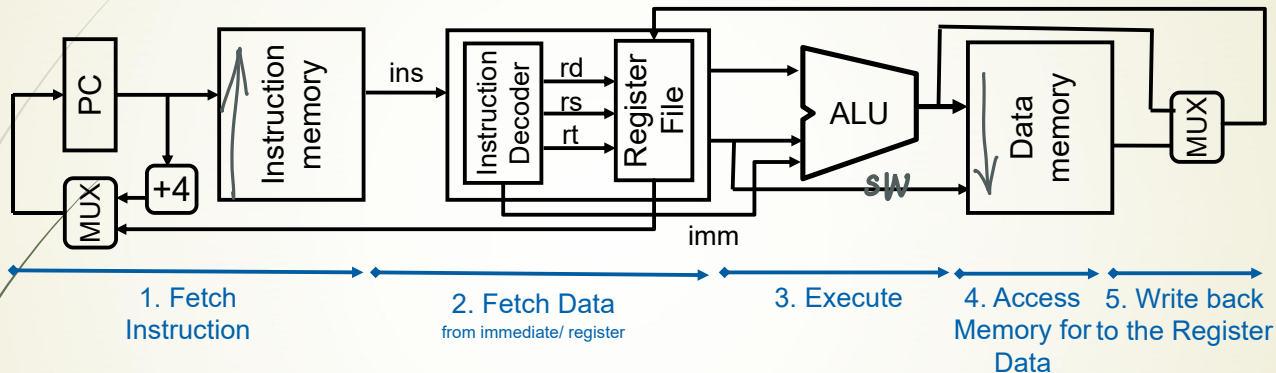 PC
+4
MUX
Instruction
memory
ins
Instruction
Decoder
rd
rs
rt
Register
File
imm
ALU
sw
Data
memory
MUX
1. Fetch
Instruction
2. Fetch Data
from immediate/ register
3. Execute
4. Access
Memory for
Data
5. Write back
to the Register